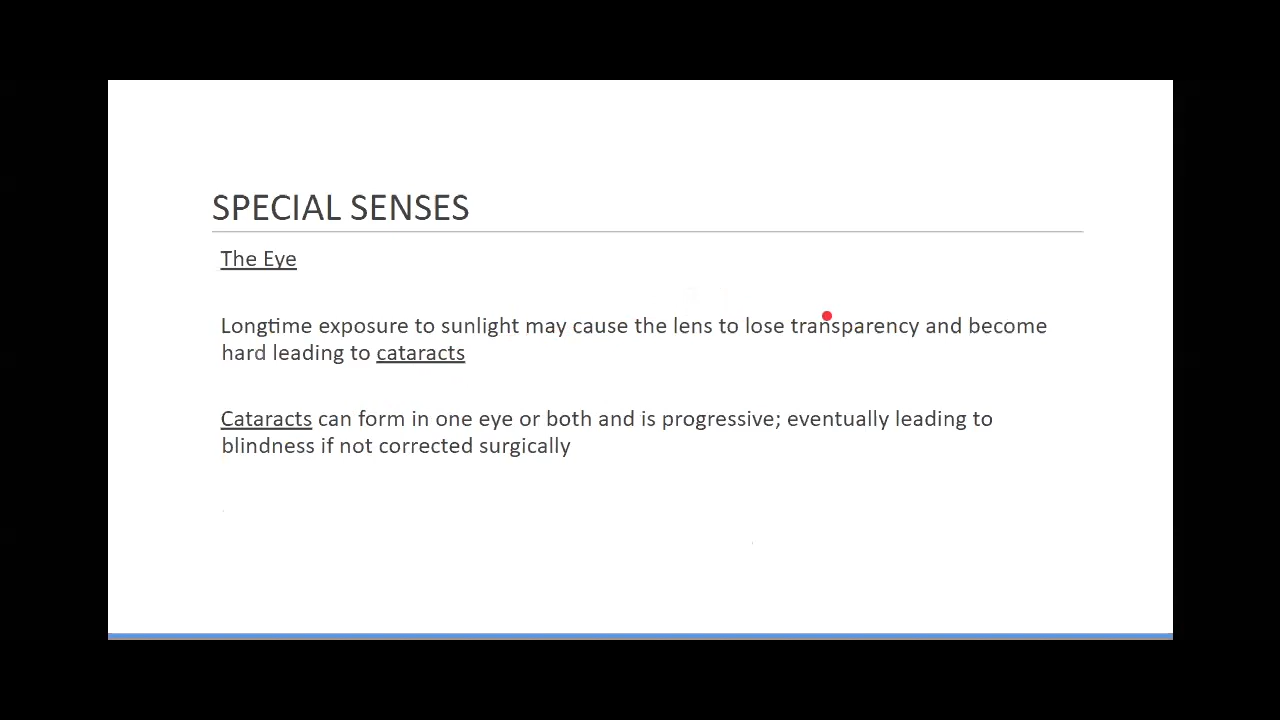 SPECIAL SENSES
The Eye
Longtime exposure to sunlight may cause the lens to lose transparency and become
hard leading to cataracts
Cataracts can form in one eye or both and is progressive; eventually leading to
blindness if not corrected surgically